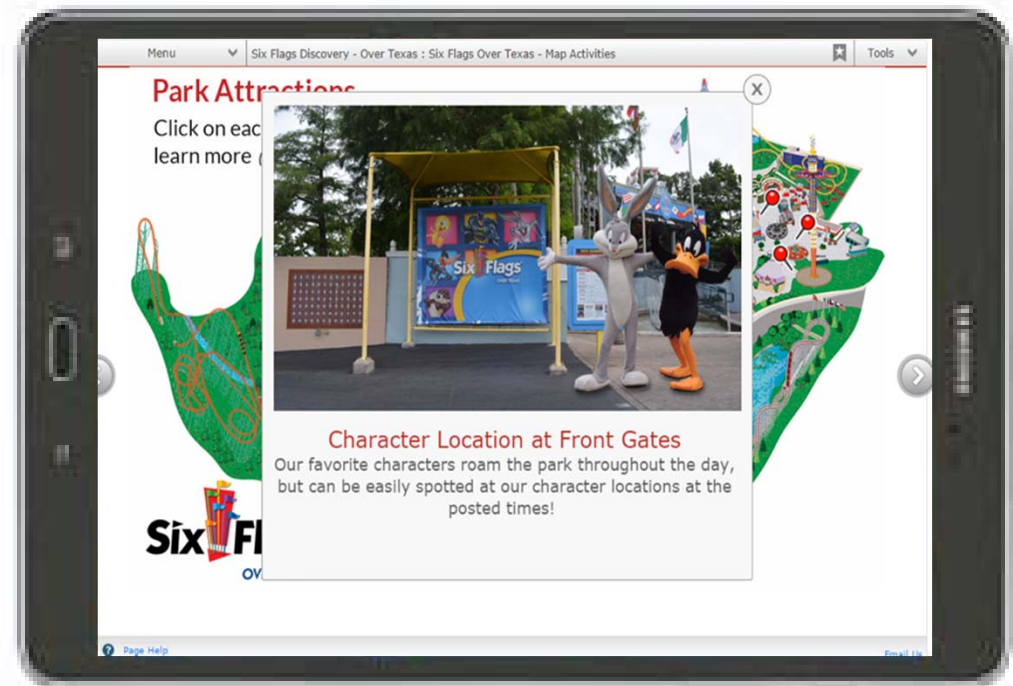 Menu
Six Flags Discovery - Over Texas : Six Flags Over Texas - Map Activities
Tools
Park Attractions
X
Click on eac
learn more (
Six Flags
Character Location at Front Gates
Our favorite characters roam the park throughout the day,
but can be easily spotted at our character locations at the
posted times!
Six Fl
OV
? Page Help
Email Us